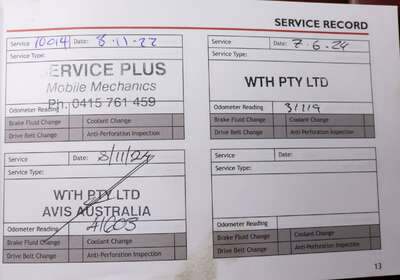 SERVICE RECORD
Service 10014 Date: 8-11-22
Service Type:
SERVICE PLUS
Mobile Mechanics
Ph. 0415 761 459
Odometer Reading
Brake Fluid Change Coolant Change
Drive Belt Change Anti-Perforation Inspection
Service Date: 7-6-24
Service Type:
WTH PTY LTD
Odometer Reading 31119
Brake Fluid Change Coolant Change
Drive Belt Change Anti-Perforation Inspection
Service Date: 8/11/24
Service Type:
WTH PTY LTD
AVIS AUSTRALIA
Odometer Reading 41603
Brake Fluid Change Coolant Change
Drive Belt Change Anti-Perforation Inspection
Service Date:
Service Type:
Odometer Reading
Brake Fluid Change Coolant Change
Drive Belt Change Anti-Perforation Inspection
13